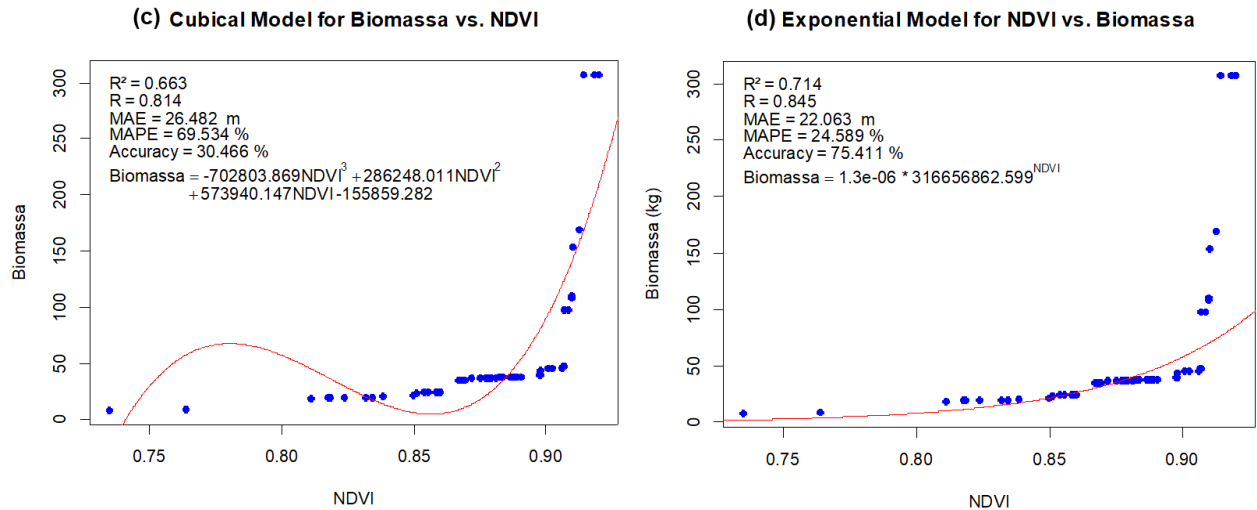 (c) Cubical Model for Biomassa vs. NDVI
R² = 0.663
R = 0.814
MAE = 26.482 m
MAPE = 69.534 %
Accuracy = 30.466 %
Biomassa = -702803.869NDVI³ +286248.011NDVI²
+573940.147NDVI -155859.282
Biomassa
300
250
200
150
100
50
0
0.75 0.80 0.85 0.90
NDVI
(d) Exponential Model for NDVI vs. Biomassa
R² = 0.714
R = 0.845
MAE = 22.063 m
MAPE = 24.589 %
Accuracy = 75.411 %
Biomassa = 1.3e-06 * 316656862.599^NDVI
Biomassa (kg)
300
250
200
150
100
50
0
0.75 0.80 0.85 0.90
NDVI